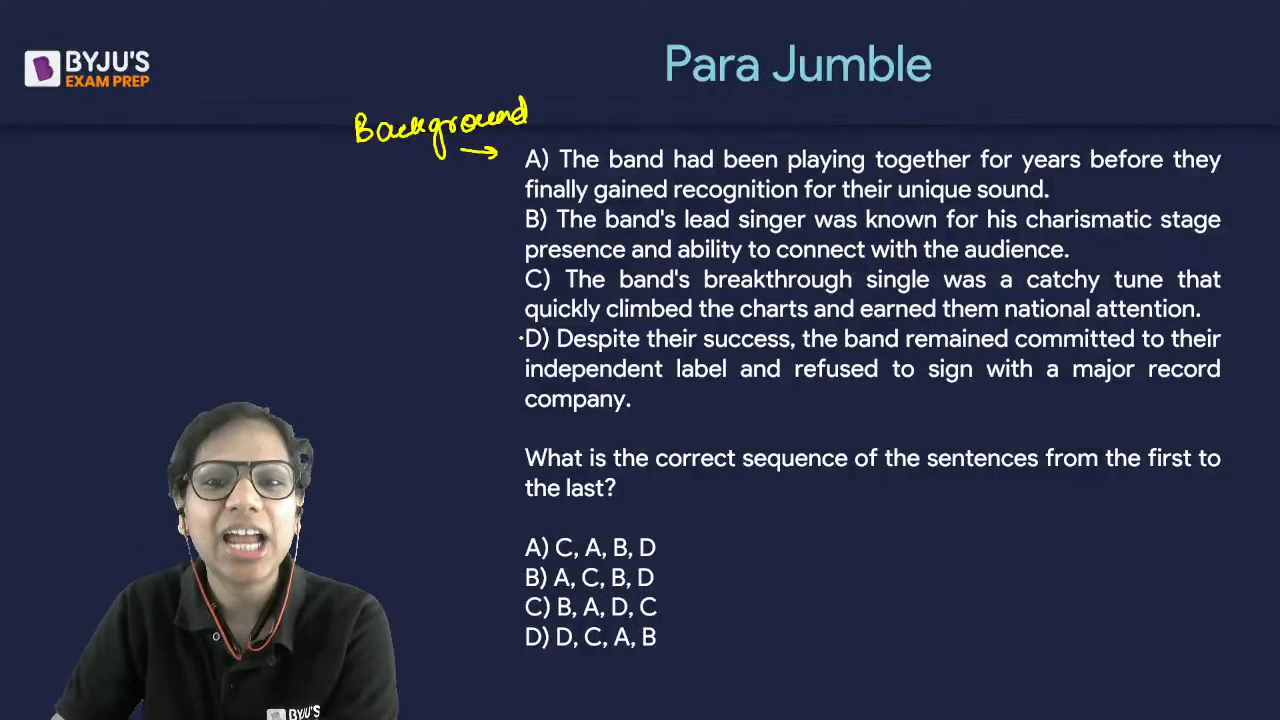 BYJU'S
EXAM PREP
Para Jumble
Background
A) The band had been playing together for years before they
finally gained recognition for their unique sound.
B) The band's lead singer was known for his charismatic stage
presence and ability to connect with the audience.
C) The band's breakthrough single was a catchy tune that
quickly climbed the charts and earned them national attention.
D) Despite their success, the band remained committed to their
independent label and refused to sign with a major record
company.
What is the correct sequence of the sentences from the first to
the last?
A) C, A, B, D
B) A, C, B, D
C) B, A, D, C
D) D, C, A, B
BYJU'S